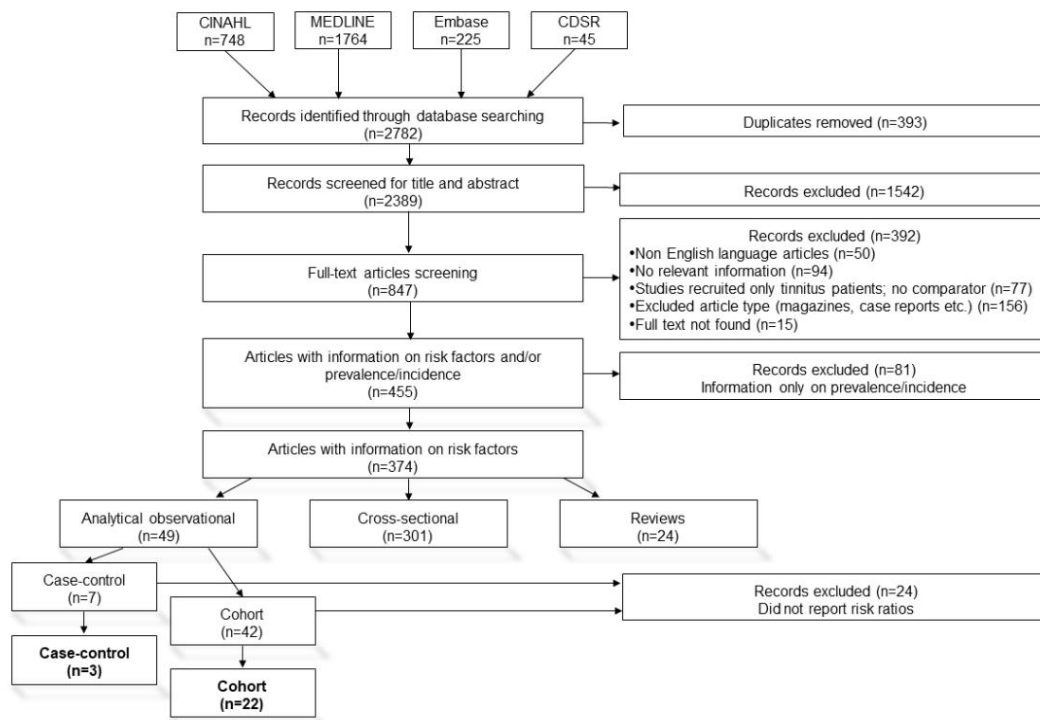 CINAHL
n=748
MEDLINE
n=1764
Embase
n=225
CDSR
n=45
Records identified through database searching
(n=2782)
Duplicates removed (n=393)
Records screened for title and abstract
(n=2389)
Records excluded (n=1542)
Full-text articles screening
(n=847)
Records excluded (n=392)
•Non English language articles (n=50)
•No relevant information (n=94)
•Studies recruited only tinnitus patients; no comparator (n=77)
•Excluded article type (magazines, case reports etc.) (n=156)
•Full text not found (n=15)
Articles with information on risk factors and/or
prevalence/incidence
(n=455)
Records excluded (n=81)
Information only on prevalence/incidence
Articles with information on risk factors
(n=374)
Analytical observational
(n=49)
Cross-sectional
(n=301)
Reviews
(n=24)
Case-control
(n=7)
Cohort
(n=42)
Records excluded (n=24)
Did not report risk ratios
Case-control
(n=3)
Cohort
(n=22)